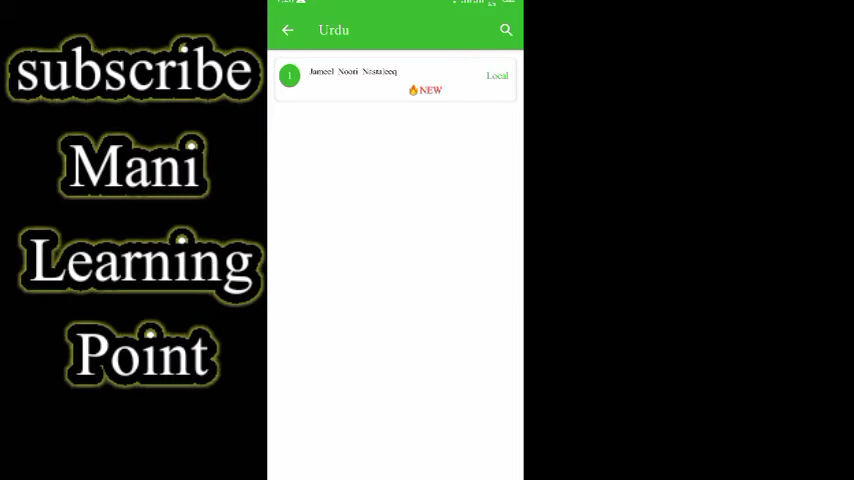 subscribe
Mani
Learning
Point
Urdu
1
Jameel Noori Nastaleeq
Local
🔥NEW